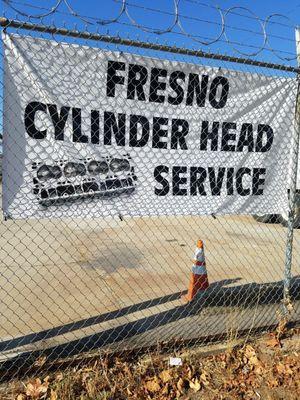 FRESNO
CYLINDER HEAD
SERVICE